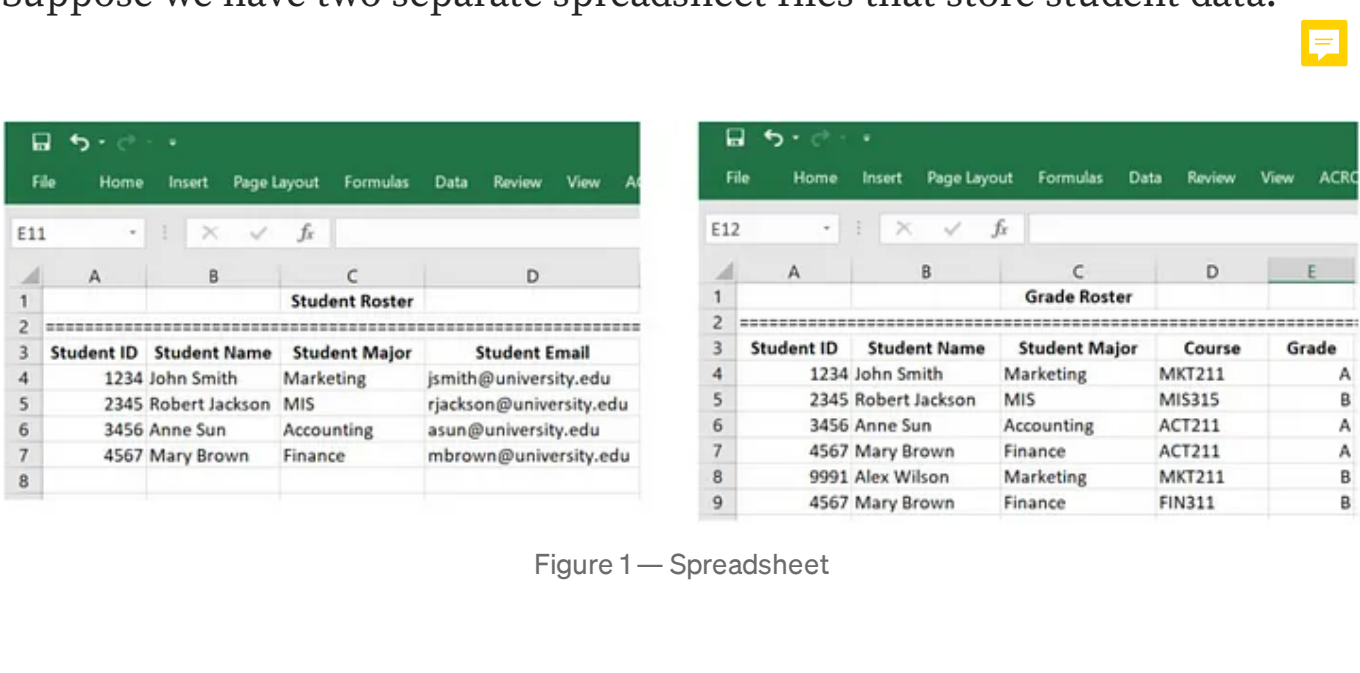 Suppose we have two separate spreadsheet files that store student data.
File Home Insert Page Layout Formulas Data Review View
E11 fx
A B C D
1 Student Roster
2 ================================================================
3 Student ID Student Name Student Major Student Email
4 1234 John Smith Marketing jsmith@university.edu
5 2345 Robert Jackson MIS rjackson@university.edu
6 3456 Anne Sun Accounting asun@university.edu
7 4567 Mary Brown Finance mbrown@university.edu
8
File Home Insert Page Layout Formulas Data Review View ACRO
E12 fx
A B C D E
1 Grade Roster
2 ================================================================
3 Student ID Student Name Student Major Course Grade
4 1234 John Smith Marketing MKT211 A
5 2345 Robert Jackson MIS MIS315 B
6 3456 Anne Sun Accounting ACT211 A
7 4567 Mary Brown Finance ACT211 A
8 9991 Alex Wilson Marketing MKT211 B
9 4567 Mary Brown Finance FIN311 B
Figure 1 — Spreadsheet